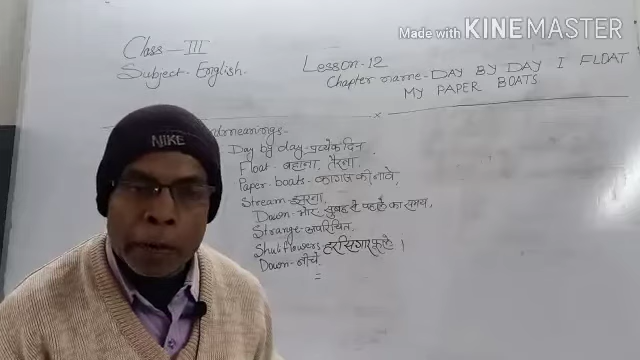 Made with KINEMASTER
Class - III
Subject - English.
Lesson - 12
Chapter name - DAY BY DAY I FLOAT
MY PAPER BOATS
meanings -
Day by day - प्रत्येक दिन
Float - बहाना, तैरना.
Paper boats - कागज की नावें,
Stream - झरना,
Dawn - भोर - सुबह से पहले का समय,
Strange - अपरिचित.
Shuli flowers हरसिंगार
Down - नीचे.
NIKE